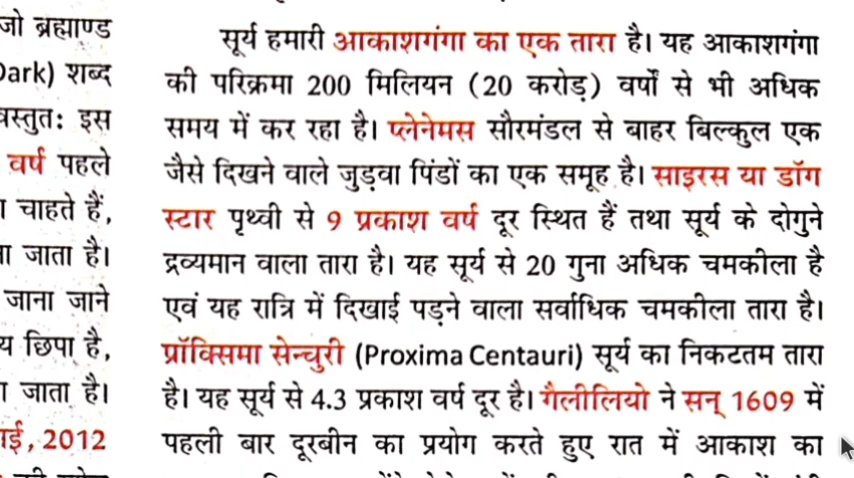 जो ब्रह्माण्ड
Dark) शब्द
वस्तुतः इस
वर्ष पहले
चाहते हैं,
जाता है।
जाना जाने
छिपा है,
जाता है।
2012
सूर्य हमारी आकाशगंगा का एक तारा है। यह आकाशगंगा
की परिक्रमा 200 मिलियन (20 करोड़) वर्षों से भी अधिक
समय में कर रहा है। प्लेनेमस सौरमंडल से बाहर बिल्कुल एक
जैसे दिखने वाले जुड़वा पिंडों का एक समूह है। साइरस या डॉग
स्टार पृथ्वी से 9 प्रकाश वर्ष दूर स्थित हैं तथा सूर्य के दोगुने
द्रव्यमान वाला तारा है। यह सूर्य से 20 गुना अधिक चमकीला है
एवं यह रात्रि में दिखाई पड़ने वाला सर्वाधिक चमकीला तारा है।
प्रॉक्सिमा सेन्चुरी (Proxima Centauri) सूर्य का निकटतम तारा
है। यह सूर्य से 4.3 प्रकाश वर्ष दूर है। गैलीलियो ने सन् 1609 में
पहली बार दूरबीन का प्रयोग करते हुए रात में आकाश का